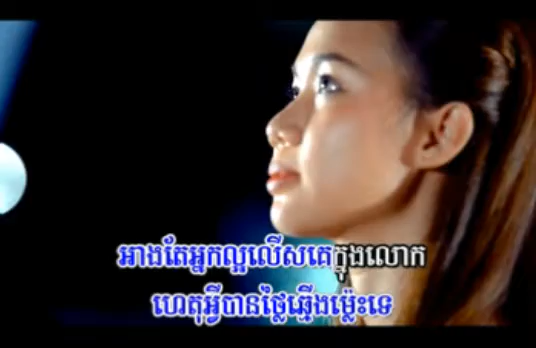 អាងតែអ្នកល្អលើសគេក្នុងលោក
ហេតុអ្វីបានថ្លៃឆ្មើងម្ល៉េះទេ